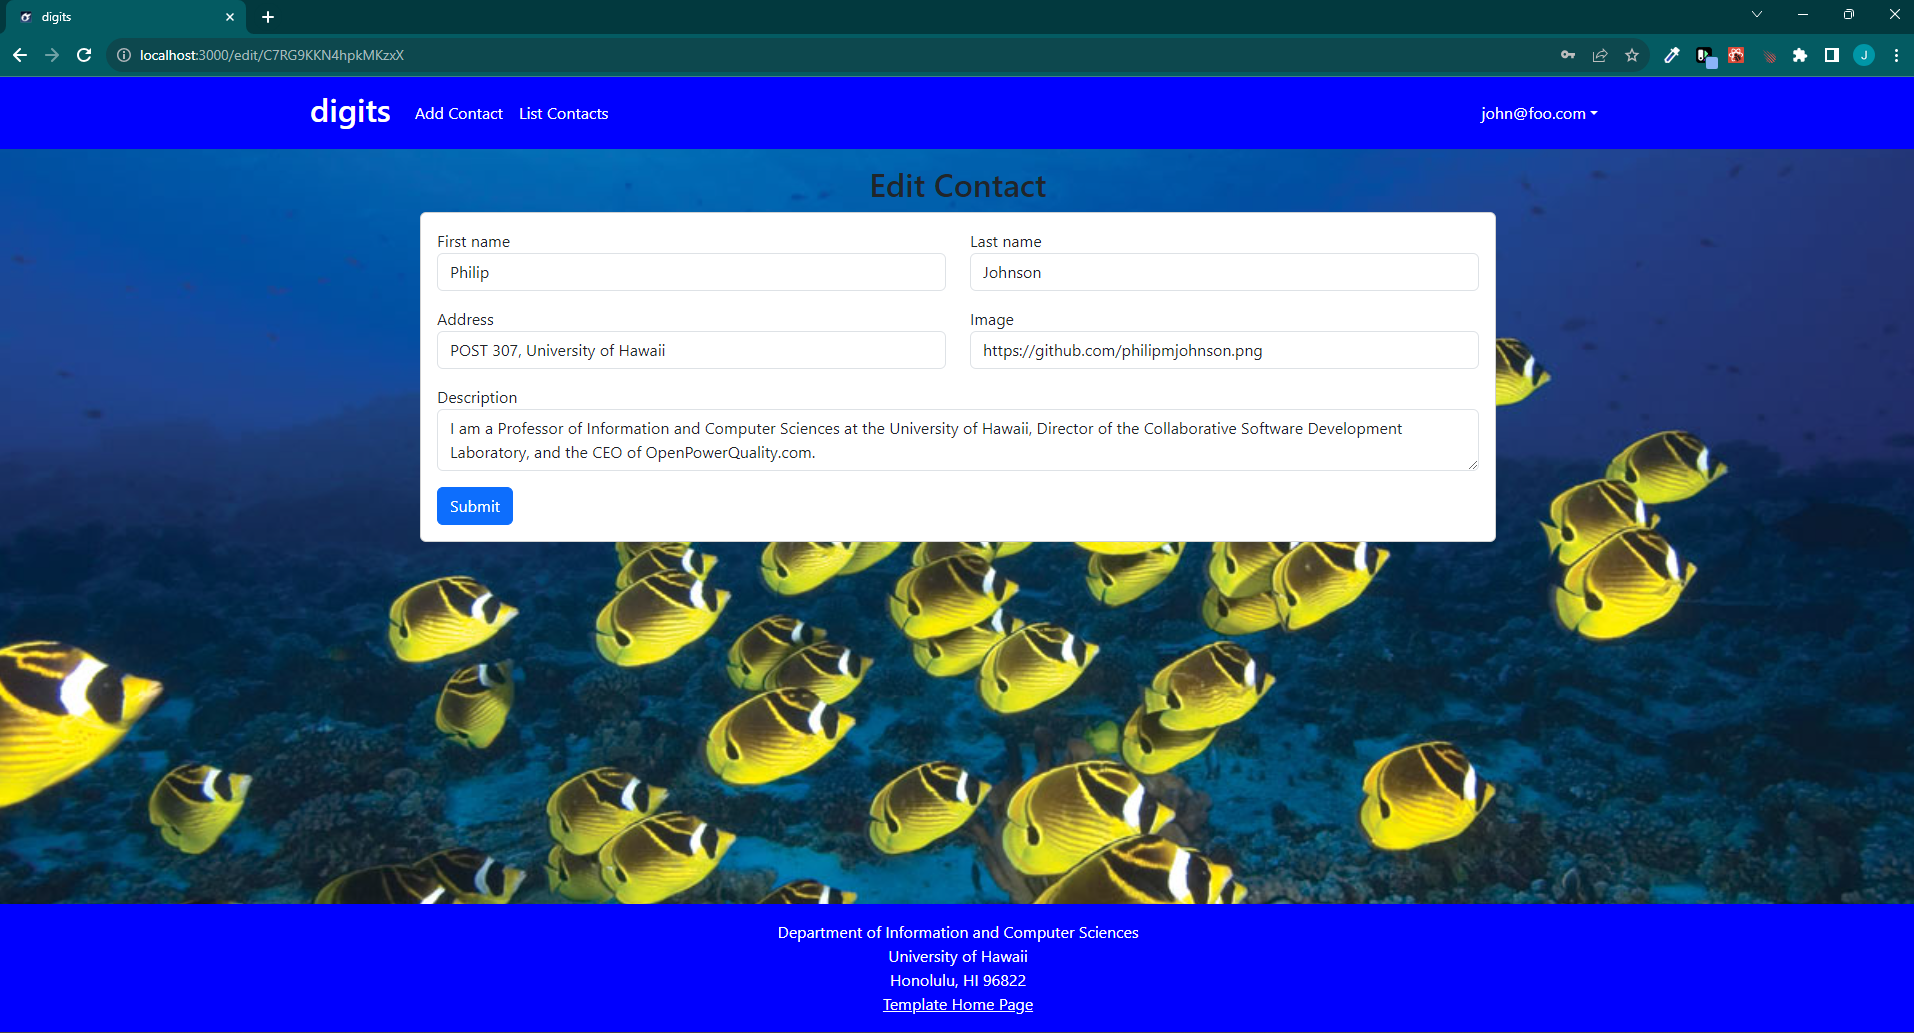 digits
localhost:3000/edit/C7RG9KKN4hpkMKzxX
J
digits
Add Contact
List Contacts
john@foo.com
Edit Contact
First name
Last name
Philip
Johnson
Address
Image
POST 307, University of Hawaii
https://github.com/philipmjohnson.png
Description
I am a Professor of Information and Computer Sciences at the University of Hawaii, Director of the Collaborative Software Development
Laboratory, and the CEO of OpenPowerQuality.com.
Submit
Department of Information and Computer Sciences
University of Hawaii
Honolulu, HI 96822
Template Home Page